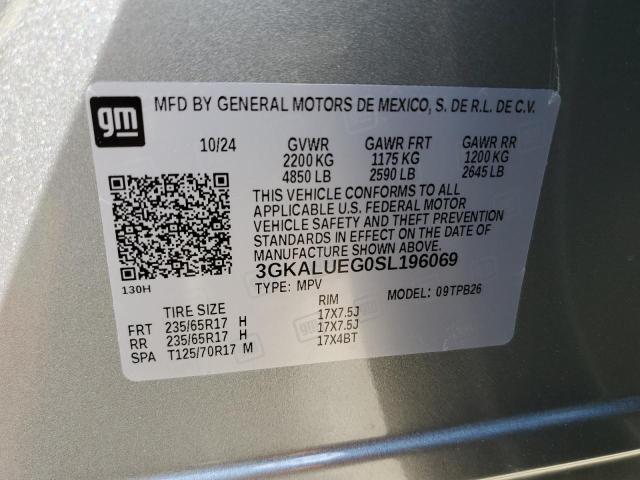 gm
MFD BY GENERAL MOTORS DE MEXICO, S. DE R.L. DE C.V.
10/24 GVWR GAWR FRT GAWR RR
2200 KG 1175 KG 1200 KG
4850 LB 2590 LB 2645 LB
THIS VEHICLE CONFORMS TO ALL
APPLICABLE U.S. FEDERAL MOTOR
VEHICLE SAFETY AND THEFT PREVENTION
STANDARDS IN EFFECT ON THE DATE OF
MANUFACTURE SHOWN ABOVE.
3GKALUEG0SL196069
130H
TYPE: MPV MODEL: 09TPB26
TIRE SIZE RIM
FRT 235/65R17 H 17X7.5J
RR 235/65R17 H 17X7.5J
SPA T125/70R17 M 17X4BT